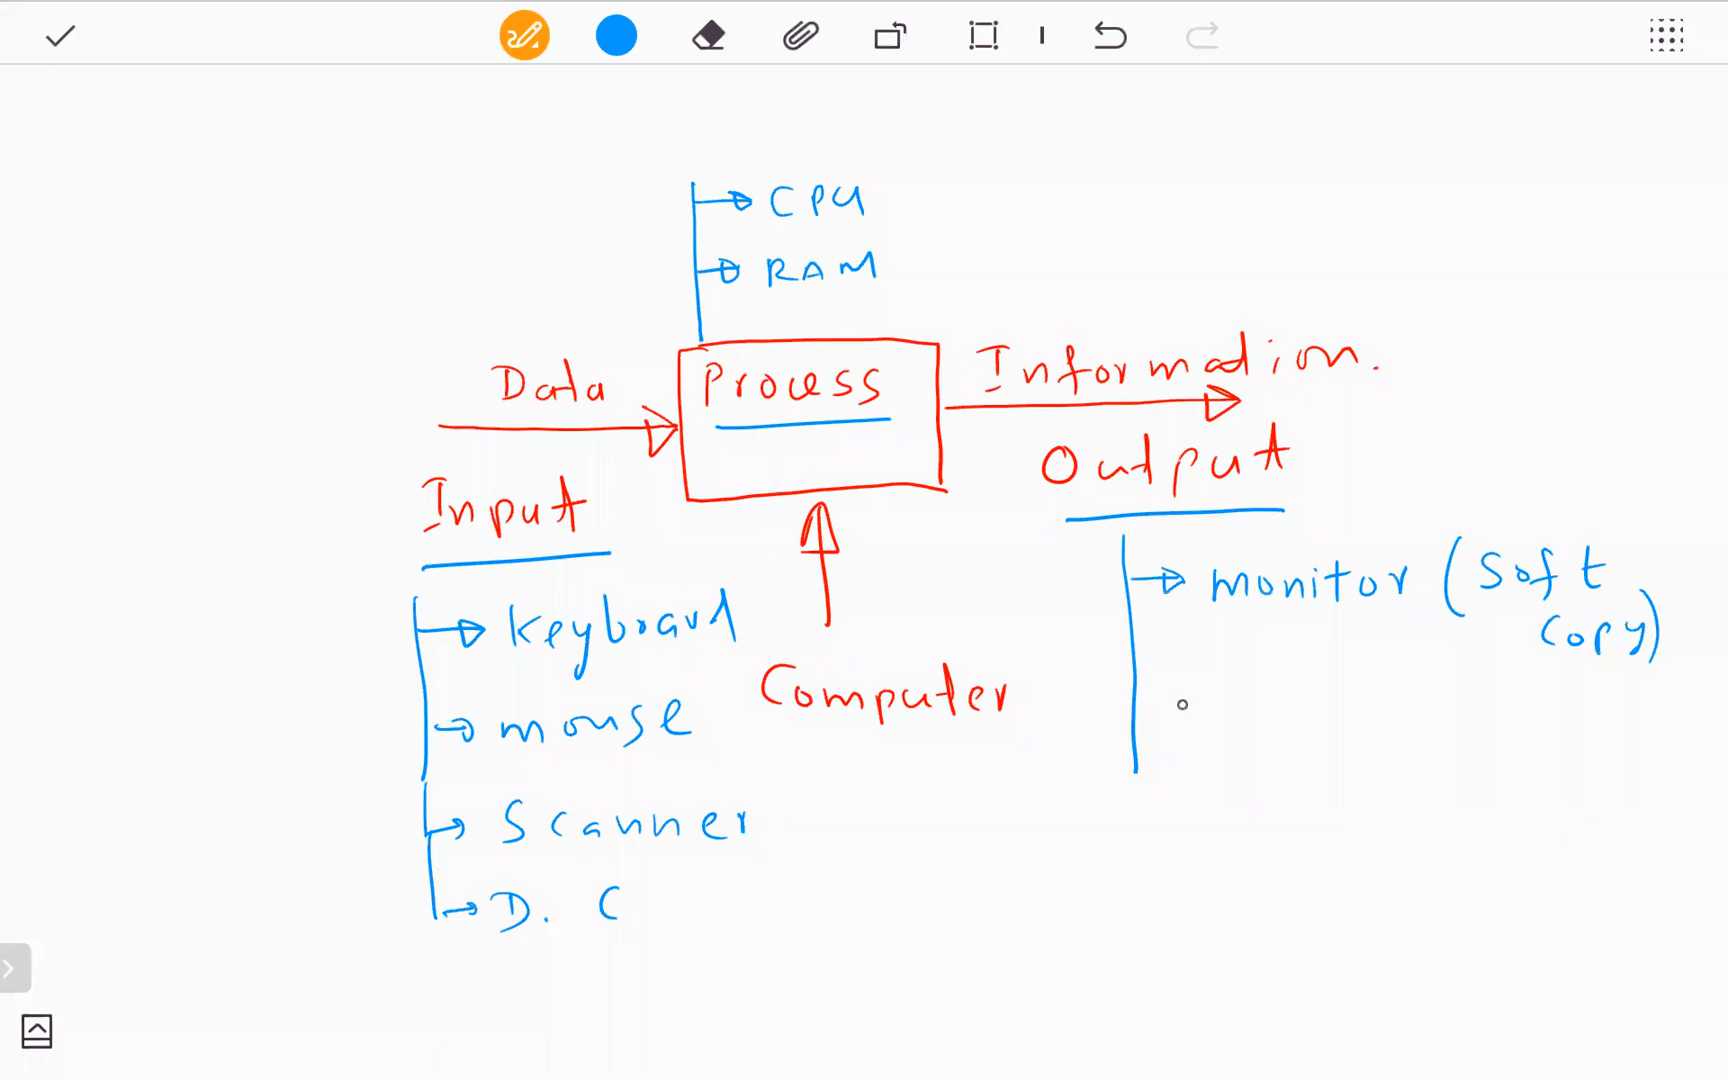 CPU
RAM
Data
Process
Information.
Input
Output
Keyboard
mouse
Scanner
D. C
Computer
monitor (Soft
Copy)